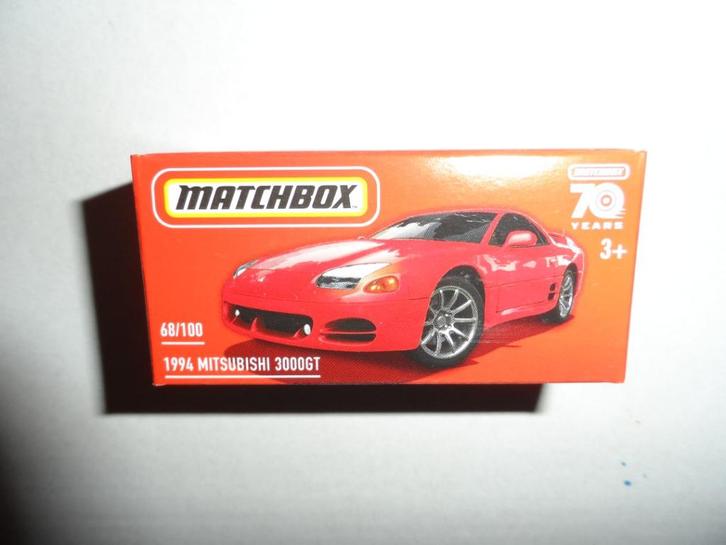 MATCHBOX
MATCHBOX
70
YEARS
3+
68/100
1994 MITSUBISHI 3000GT